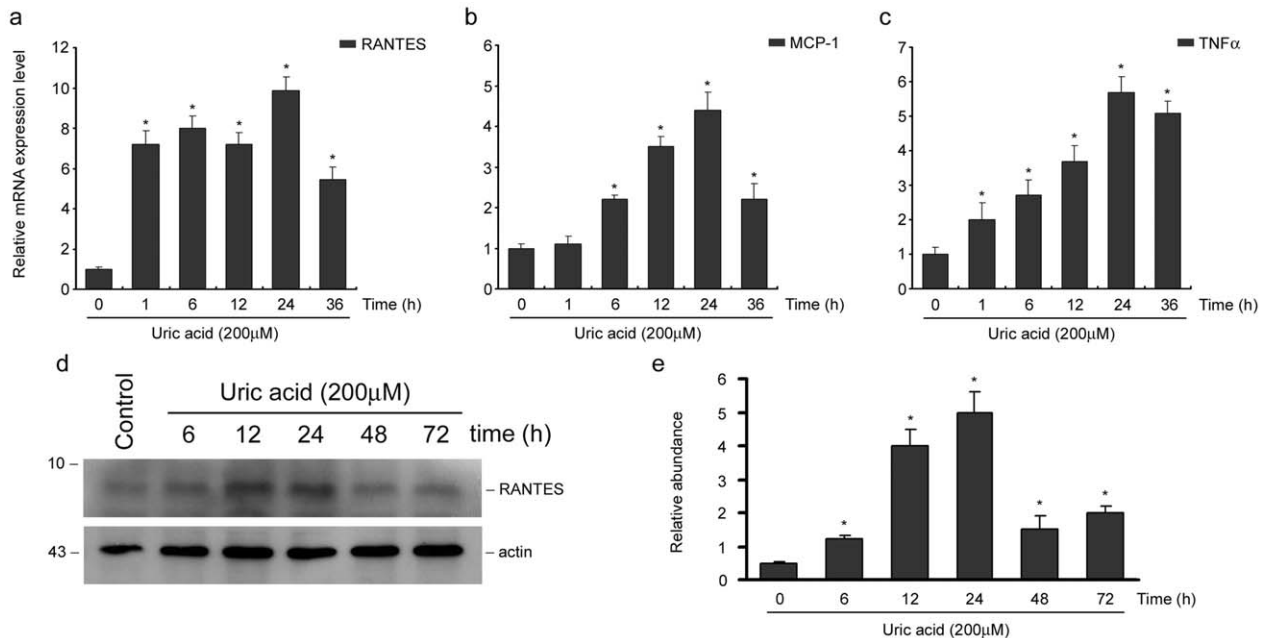 a
Relative mRNA expression level
RANTES
12
10
8
6
4
2
0
* * * * *
0 1 6 12 24 36 Time (h)
Uric acid (200μM)
b
MCP-1
6
5
4
3
2
1
0
* * * *
0 1 6 12 24 36 Time (h)
Uric acid (200μM)
c
TNFα
7
6
5
4
3
2
1
0
* * * * *
0 1 6 12 24 36 Time (h)
Uric acid (200μM)
d
Control
Uric acid (200μM)
6 12 24 48 72 time (h)
10 –
– RANTES
43 –
– actin
e
Relative abundance
6
5
4
3
2
1
0
* * * * *
0 6 12 24 48 72 Time (h)
Uric acid (200μM)